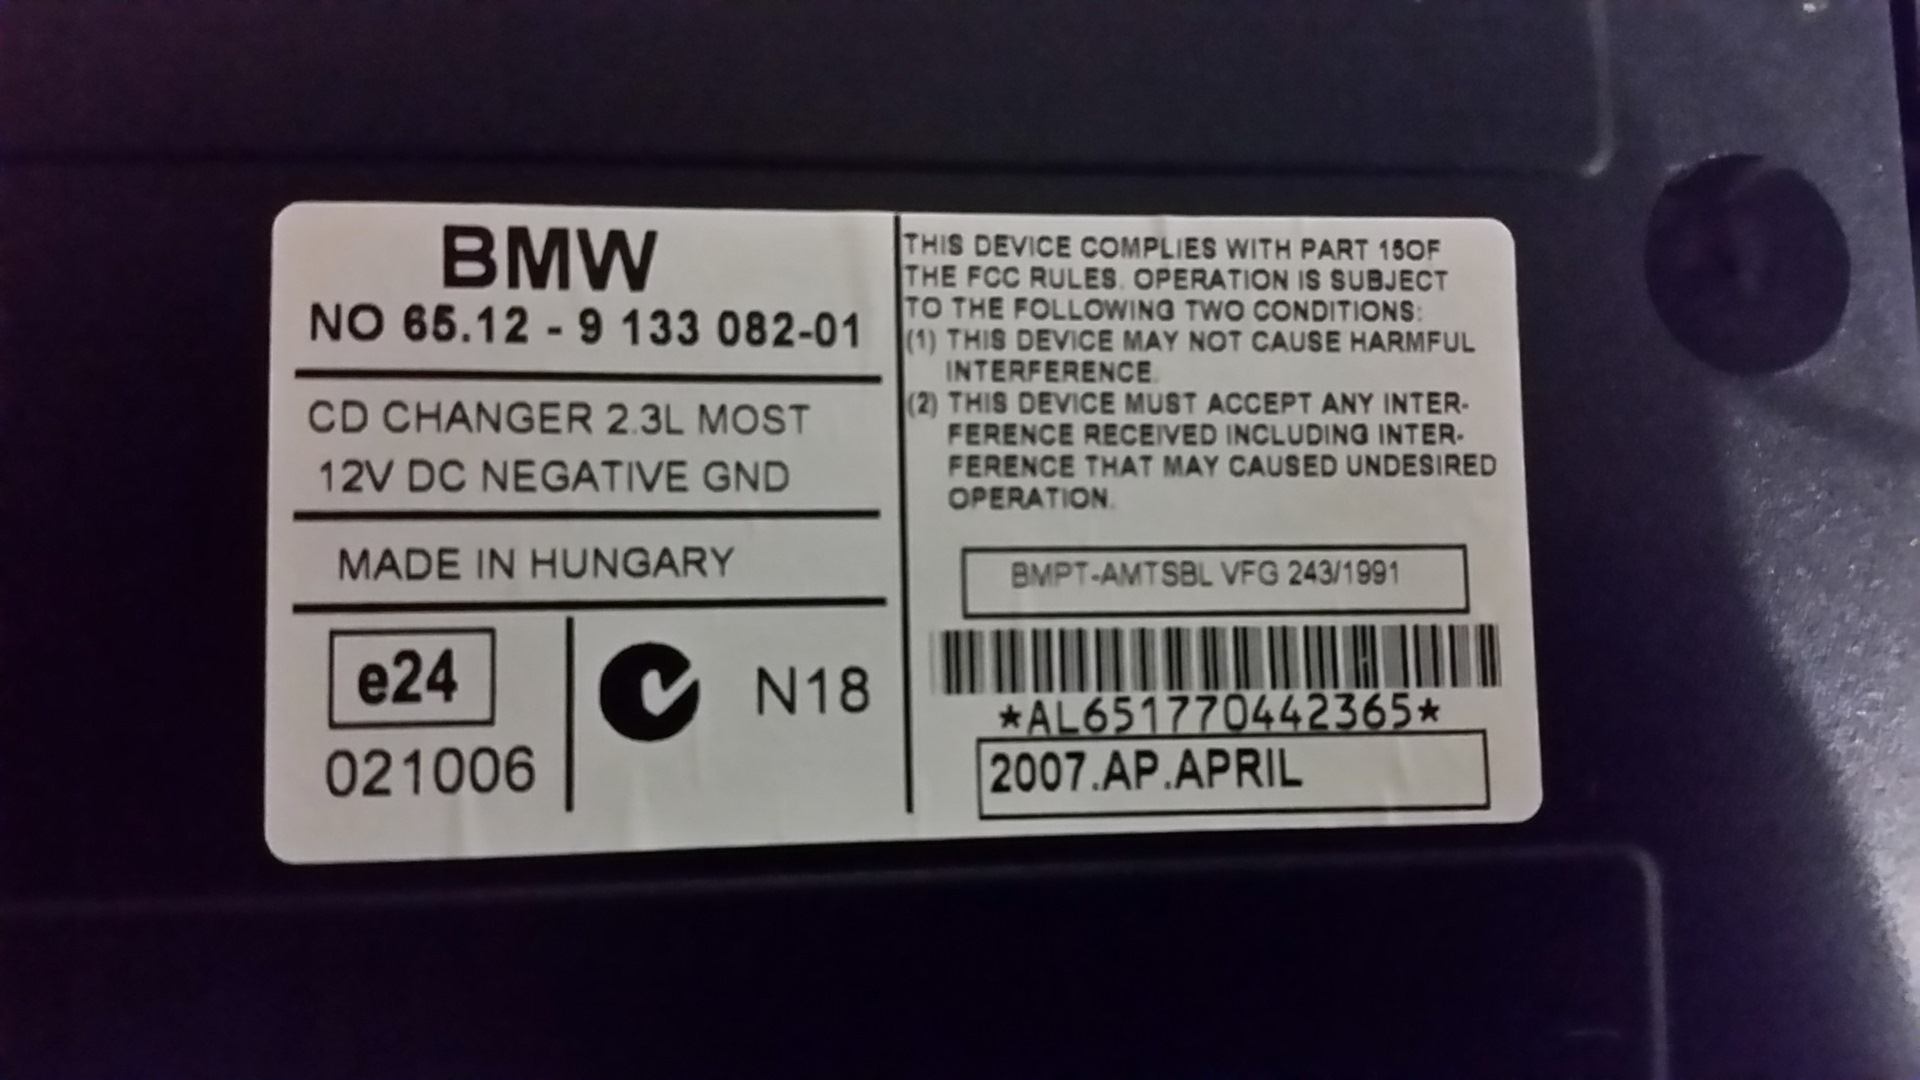 BMW
NO 65.12 - 9 133 082-01
CD CHANGER 2.3L MOST
12V DC NEGATIVE GND
MADE IN HUNGARY
e24
021006
N18
THIS DEVICE COMPLIES WITH PART 15OF
THE FCC RULES. OPERATION IS SUBJECT
TO THE FOLLOWING TWO CONDITIONS:
(1) THIS DEVICE MAY NOT CAUSE HARMFUL
INTERFERENCE.
(2) THIS DEVICE MUST ACCEPT ANY INTER-
FERENCE RECEIVED INCLUDING INTER-
FERENCE THAT MAY CAUSED UNDESIRED
OPERATION.
BMPT-AMTSBL VFG 243/1991
*AL651770442365*
2007.AP.APRIL